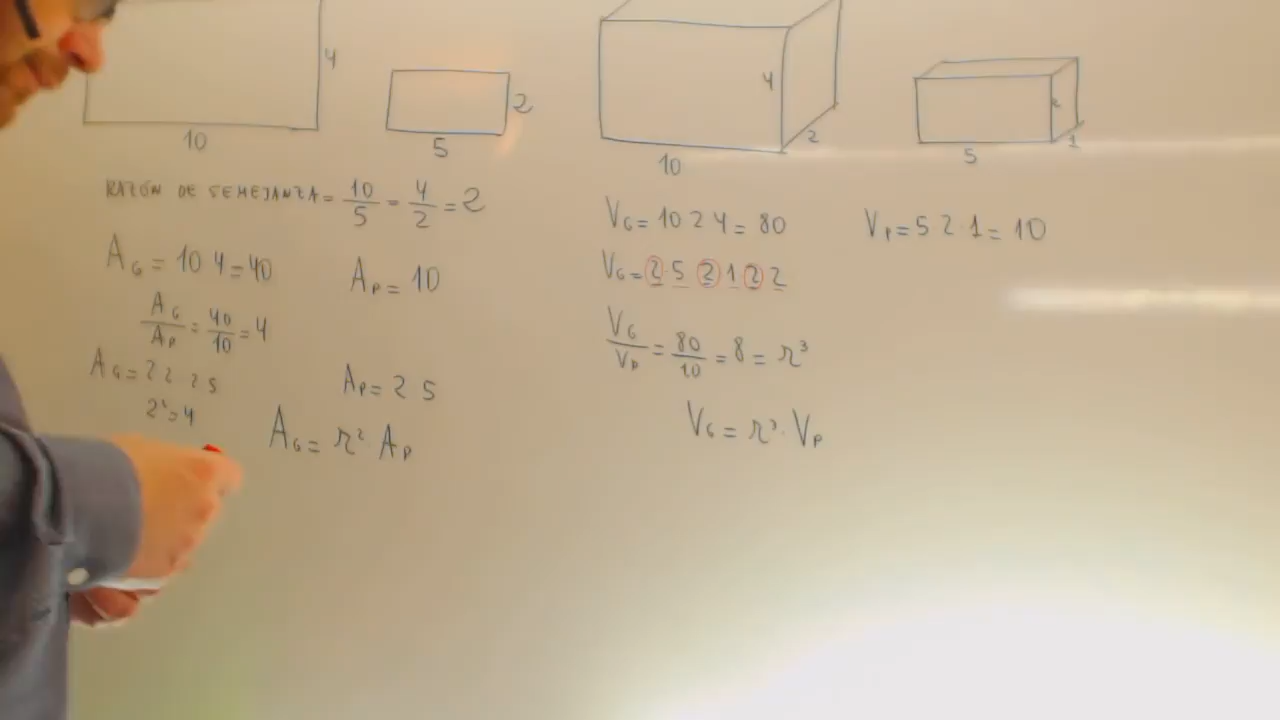 4
10
2
5
RAZÓN DE SEMEJANZA = 10/5 = 4/2 = 2
A_G = 10 4 = 40
A_P = 10
A_G/A_P = 40/10 = 4
A_G = 2 2 2 5
A_P = 2 5
2² = 4
A_G = r² A_P
4
2
10
2
1
5
V_G = 10 2 4 = 80
V_P = 5 2 · 1 = 10
V_G = 2 · 5 2 1 2 2
V_G/V_P = 80/10 = 8 = r³
V_G = r³ · V_P